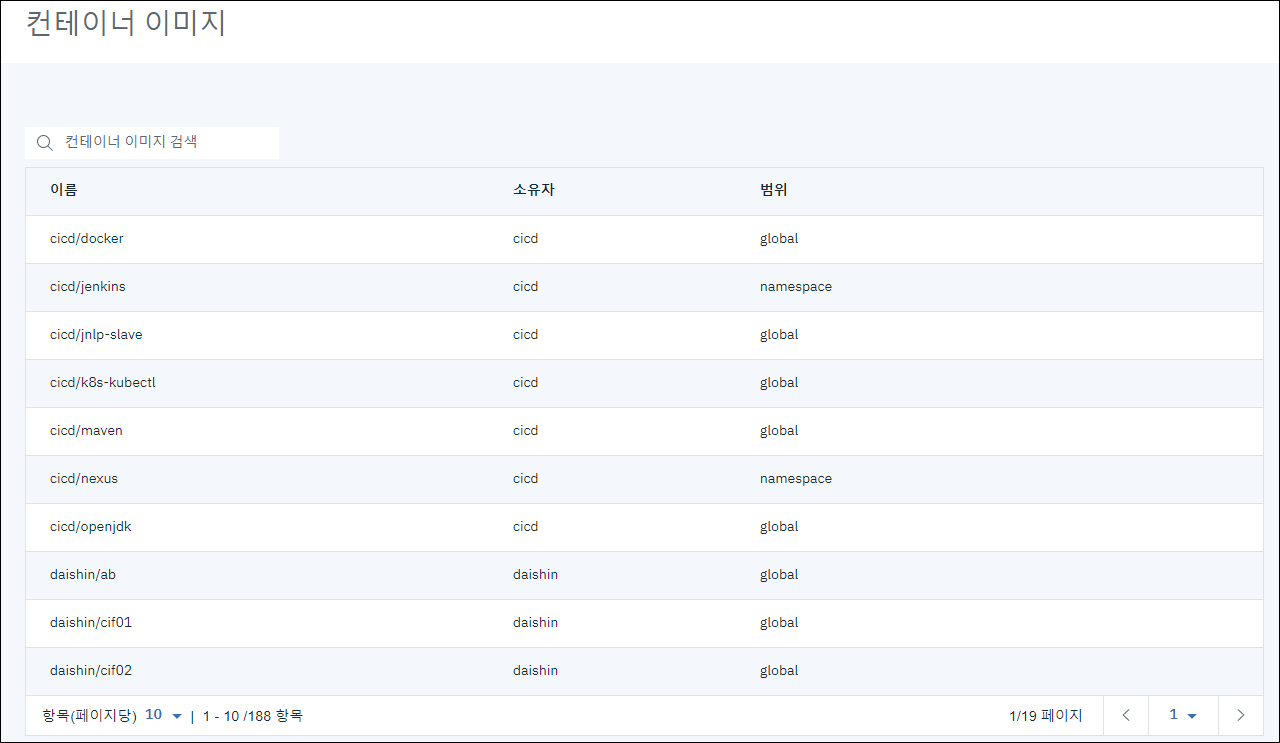 컨테이너 이미지
컨테이너 이미지 검색
이름 소유자 범위
cicd/docker cicd global
cicd/jenkins cicd namespace
cicd/jnlp-slave cicd global
cicd/k8s-kubectl cicd global
cicd/maven cicd global
cicd/nexus cicd namespace
cicd/openjdk cicd global
daishin/ab daishin global
daishin/cif01 daishin global
daishin/cif02 daishin global
항목(페이지당) 10 | 1 - 10 /188 항목 1/19 페이지 1